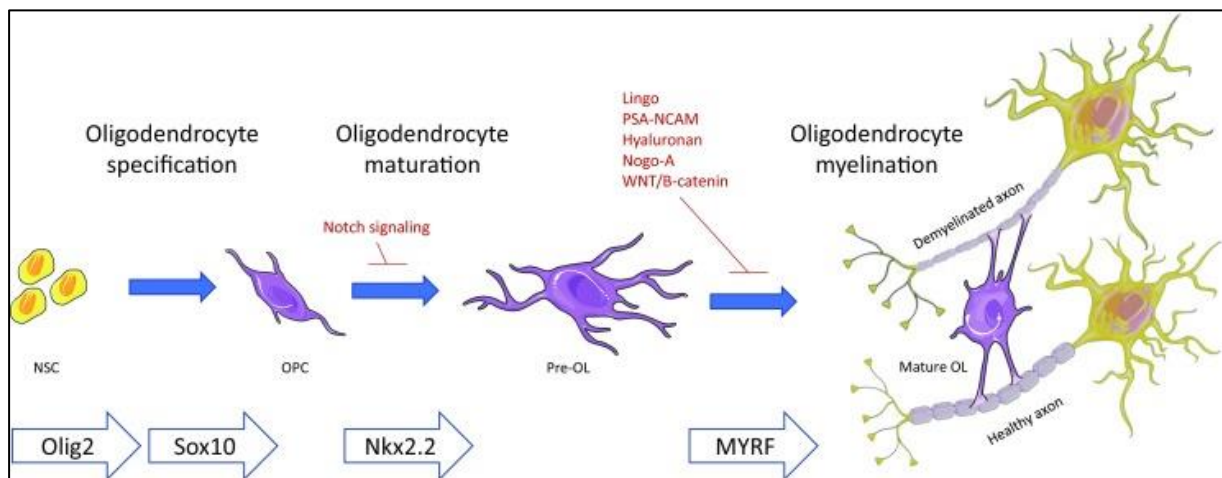 Oligodendrocyte
specification
Oligodendrocyte
maturation
Notch signaling
Lingo
PSA-NCAM
Hyaluronan
Nogo-A
WNT/B-catenin
Oligodendrocyte
myelination
Demyelinated axon
NSC
OPC
Pre-OL
Mature OL
Healthy axon
Olig2
Sox10
Nkx2.2
MYRF